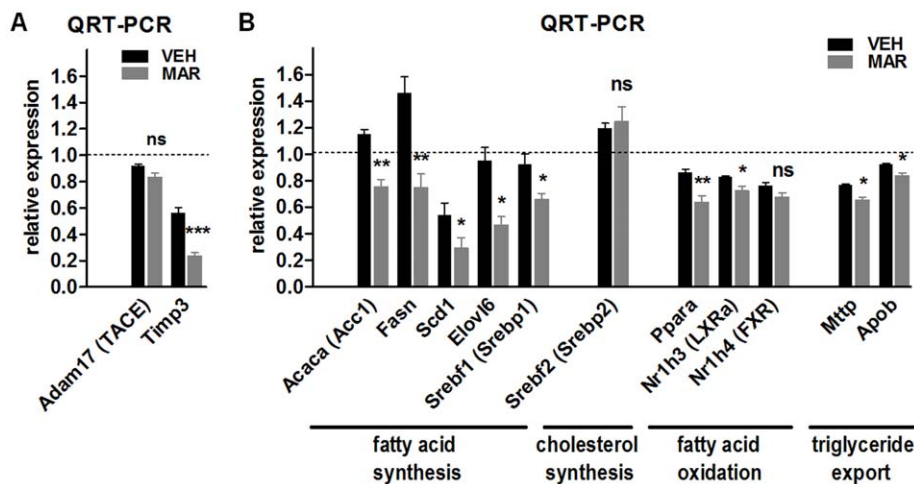 A
QRT-PCR
VEH
MAR
relative expression
1.6
1.4
1.2
1.0
0.8
0.6
0.4
0.2
0.0
ns
***
Adam17 (TACE)
Timp3
B
QRT-PCR
VEH
MAR
relative expression
1.6
1.4
1.2
1.0
0.8
0.6
0.4
0.2
0.0
**
**
*
*
*
ns
**
*
ns
*
*
Acaca (Acc1)
Fasn
Scd1
Elovl6
Srebf1 (Srebp1)
Srebf2 (Srebp2)
Ppara
Nr1h3 (LXRa)
Nr1h4 (FXR)
Mttp
Apob
fatty acid
synthesis
cholesterol
synthesis
fatty acid
oxidation
triglyceride
export